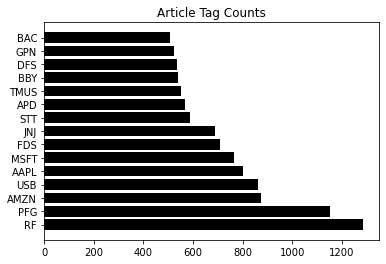 Article Tag Counts
BAC
GPN
DFS
BBY
TMUS
APD
STT
JNJ
FDS
MSFT
AAPL
USB
AMZN
PFG
RF
0 200 400 600 800 1000 1200